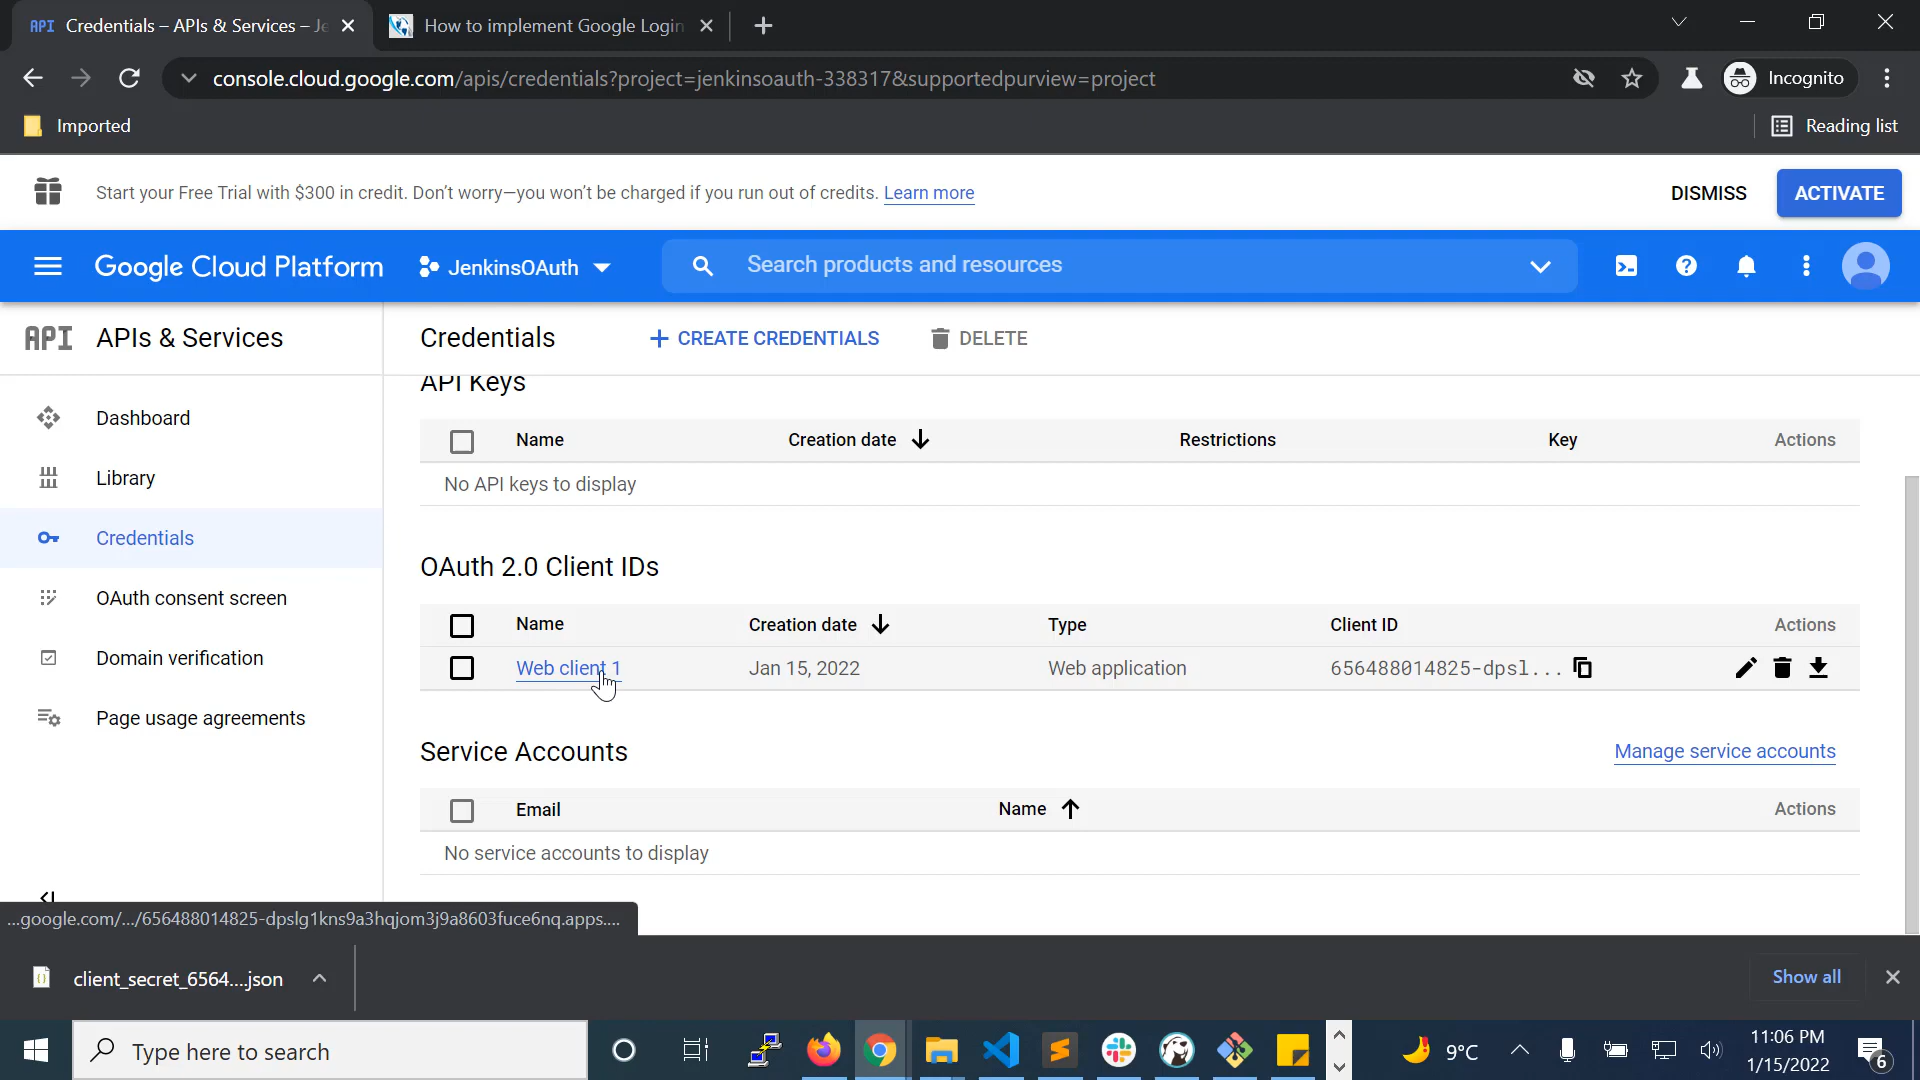 API Credentials – APIs & Services – Je
How to implement Google Login
console.cloud.google.com/apis/credentials?project=jenkinsoauth-338317&supportedpurview=project
Incognito
Imported
Reading list
Start your Free Trial with $300 in credit. Don't worry—you won't be charged if you run out of credits. Learn more
DISMISS
ACTIVATE
Google Cloud Platform
JenkinsOAuth
Search products and resources
API APIs & Services
Credentials
CREATE CREDENTIALS
DELETE
Dashboard
Library
Credentials
OAuth consent screen
Domain verification
Page usage agreements
API Keys
Name Creation date Restrictions Key Actions
No API keys to display
OAuth 2.0 Client IDs
Name Creation date Type Client ID Actions
Web client 1 Jan 15, 2022 Web application 656488014825-dpsl...
Service Accounts
Manage service accounts
Email Name Actions
No service accounts to display
...google.com/.../656488014825-dpslg1kns9a3hqjom3j9a8603fuce6nq.apps....
client_secret_6564....json
Show all
Type here to search
9°C
11:06 PM
1/15/2022
6